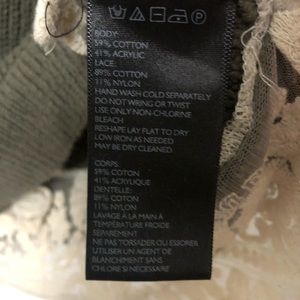 BODY:
59% COTTON
41% ACRYLIC
LACE:
89% COTTON
11% NYLON
HAND WASH COLD SEPARATELY
DO NOT WRING OR TWIST
USE ONLY NON-CHLORINE
BLEACH
RESHAPE LAY FLAT TO DRY
LOW IRON AS NEEDED
MAY BE DRY CLEANED
CORPS:
59% COTON
41% ACRYLIQUE
DENTELLE:
89% COTON
11% NYLON
LAVAGE À LA MAIN À
TEMPÉRATURE FROIDE
SÉPARÉMENT
NE PAS TORSADER OU ESSORER
UTILISER UN AGENT DE
BLANCHIMENT SANS
CHLORE SI NÉCESSAIRE